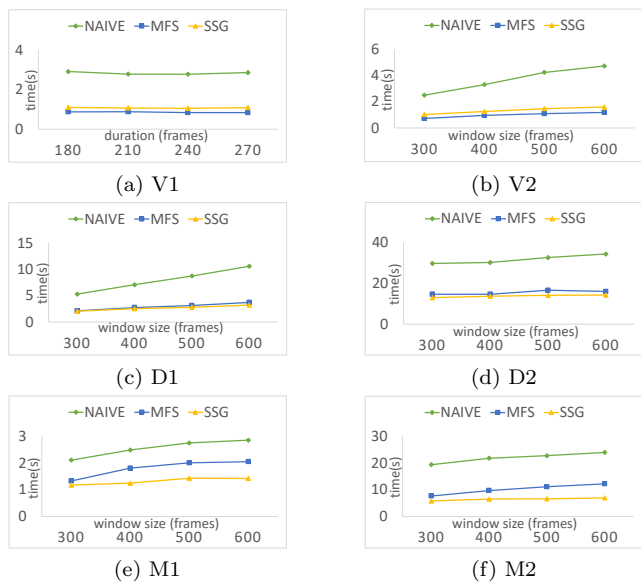 NAIVE MFS SSG
4
2
0
time(s)
duration (frames)
180 210 240 270
(a) V1
NAIVE MFS SSG
6
4
2
0
time(s)
window size (frames)
300 400 500 600
(b) V2
NAIVE MFS SSG
15
10
5
0
time(s)
window size (frames)
300 400 500 600
(c) D1
NAIVE MFS SSG
40
20
0
time(s)
window size (frames)
300 400 500 600
(d) D2
NAIVE MFS SSG
3
2
1
0
time(s)
window size (frames)
300 400 500 600
(e) M1
NAIVE MFS SSG
30
20
10
0
time(s)
window size (frames)
300 400 500 600
(f) M2